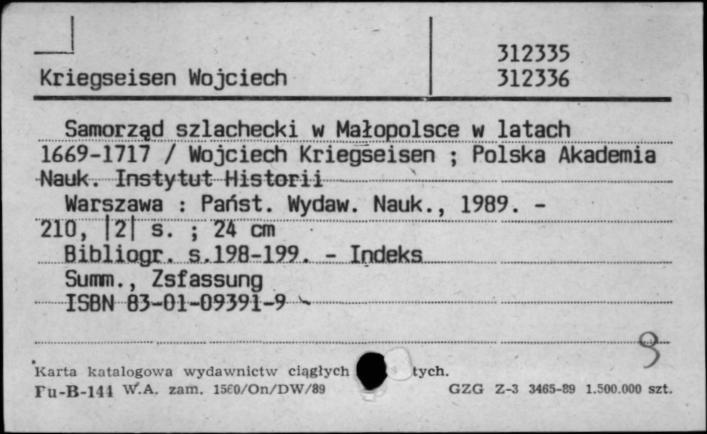 312335
Kriegseisen Wojciech 312336
Samorząd szlachecki w Małopolsce w latach
1669-1717 / Wojciech Kriegseisen ; Polska Akademia
Nauk. Instytut Historii
Warszawa : Państ. Wydaw. Nauk., 1989. -
210, |2| s. ; 24 cm
Bibliogr. s.198-199. - Indeks
Summ., Zsfassung
ISBN 83-01-09391-9
Karta katalogowa wydawnictw ciągłych tych.
Fu-B-144 W.A. zam. 1560/On/DW/89 GZG Z-3 3465-89 1.500.000 szt.